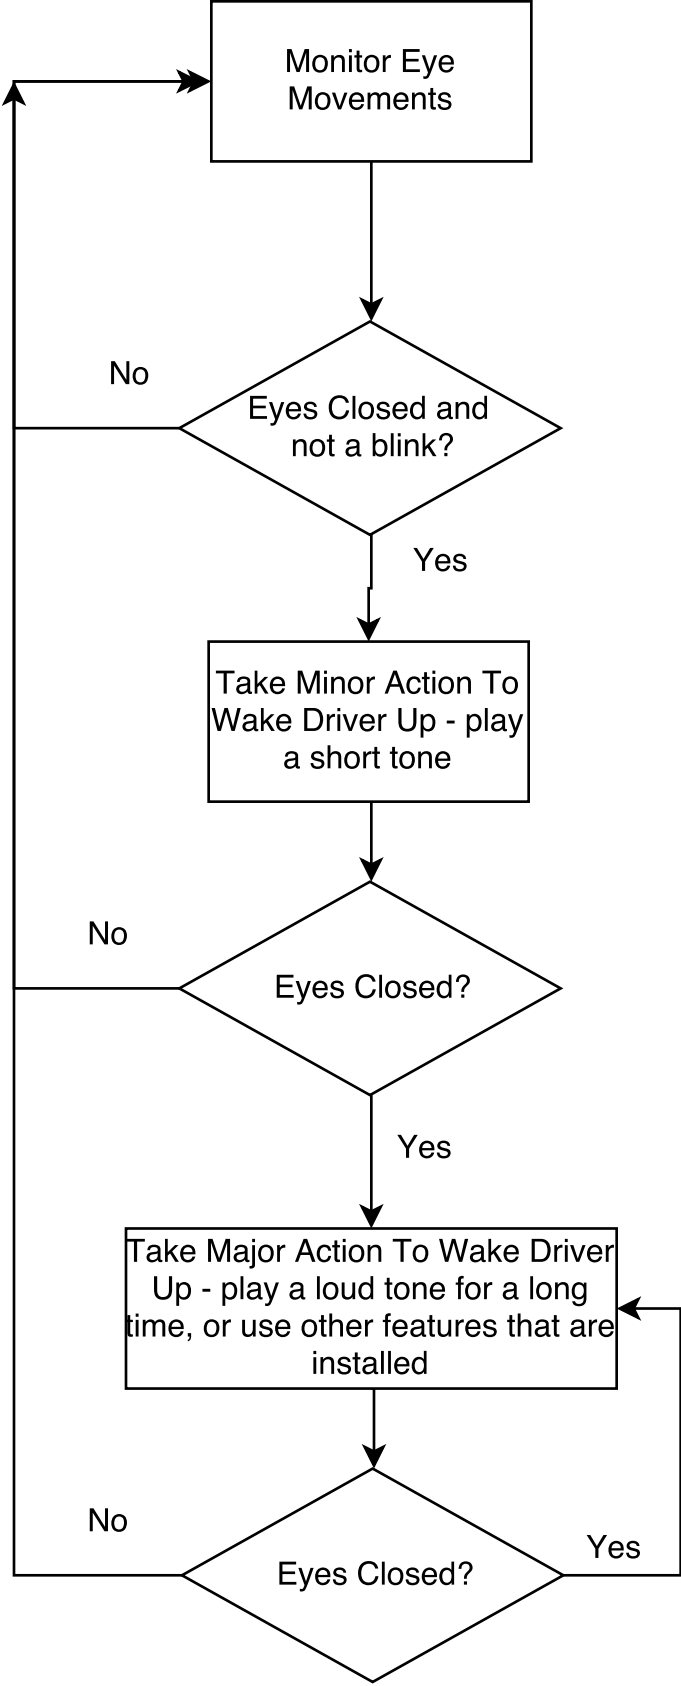 Monitor Eye
Movements
No
Eyes Closed and
not a blink?
Yes
Take Minor Action To
Wake Driver Up - play
a short tone
No
Eyes Closed?
Yes
Take Major Action To Wake Driver
Up - play a loud tone for a long
time, or use other features that are
installed
No
Yes
Eyes Closed?